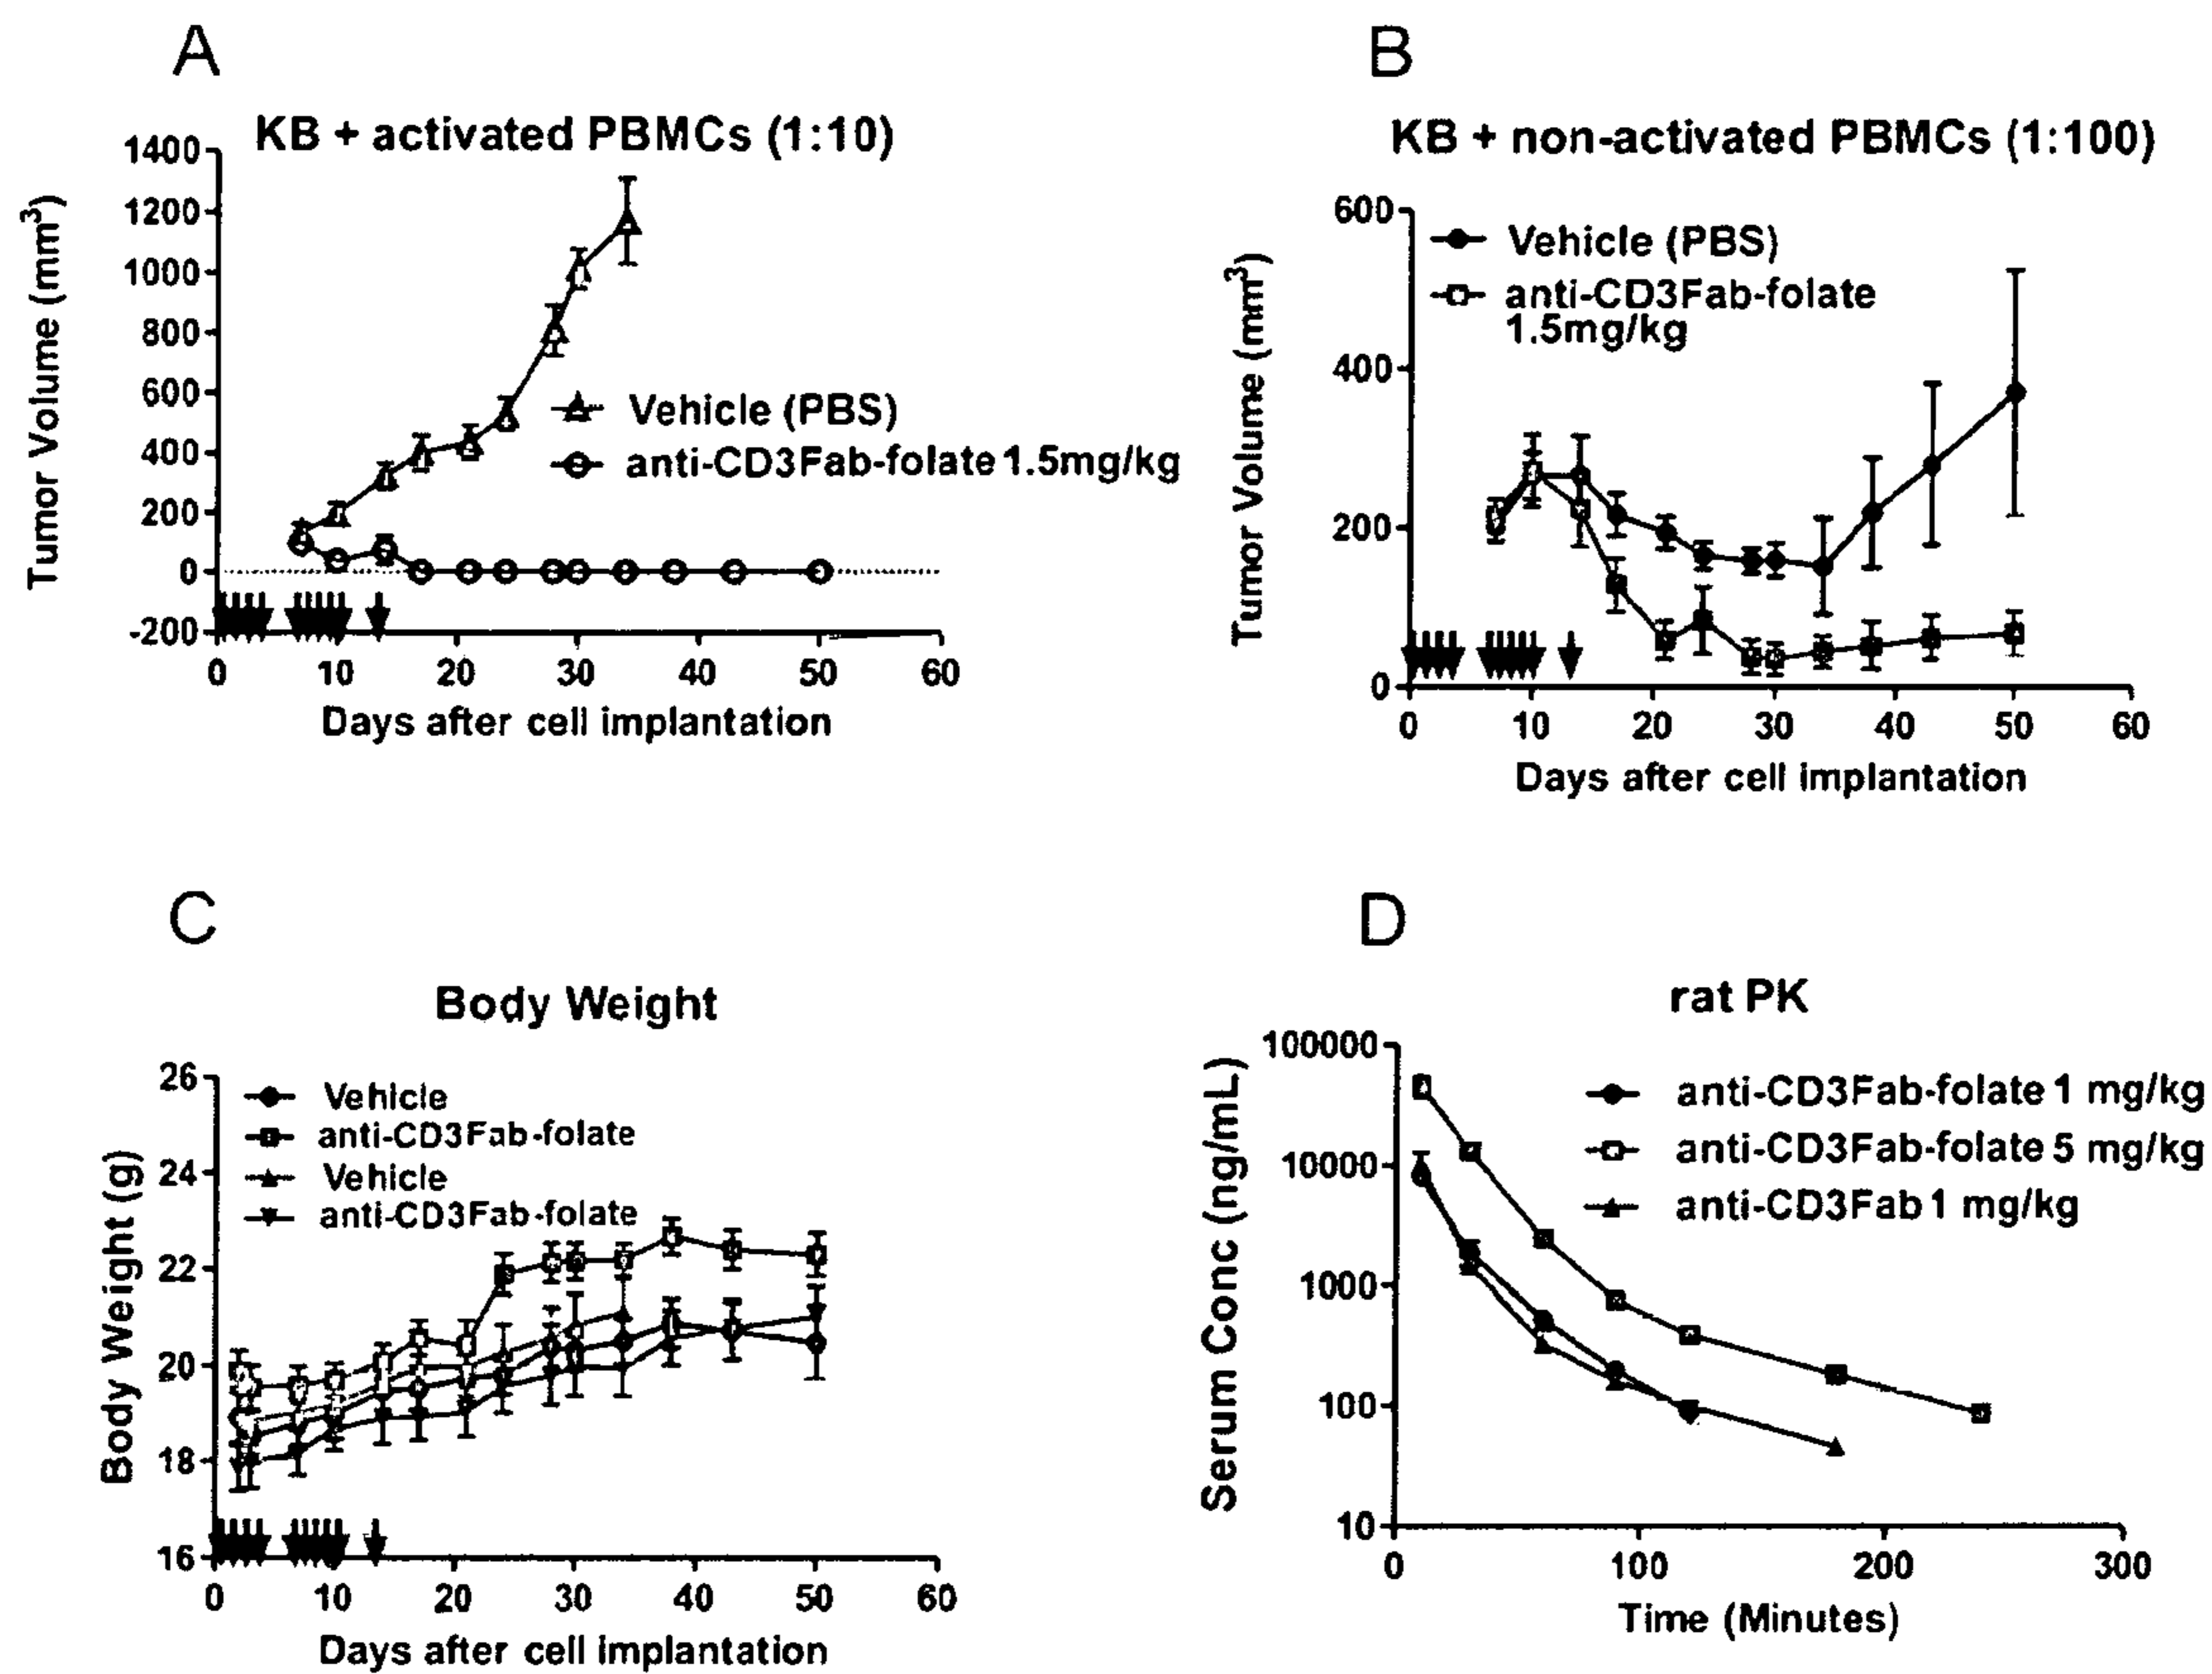 A
KB + activated PBMCs (1:10)
1400
1200
1000
800
600
400
200
0
-200
Tumor Volume (mm³)
Vehicle (PBS)
anti-CD3Fab-folate 1.5mg/kg
0 10 20 30 40 50 60
Days after cell implantation
B
KB + non-activated PBMCs (1:100)
600
400
200
0
Tumor Volume (mm³)
Vehicle (PBS)
anti-CD3Fab-folate
1.5mg/kg
0 10 20 30 40 50 60
Days after cell implantation
C
Body Weight
26
24
22
20
18
16
Body Weight (g)
Vehicle
anti-CD3Fab-folate
Vehicle
anti-CD3Fab-folate
0 10 20 30 40 50 60
Days after cell implantation
D
rat PK
100000
10000
1000
100
10
Serum Conc (ng/mL)
anti-CD3Fab-folate 1 mg/kg
anti-CD3Fab-folate 5 mg/kg
anti-CD3Fab 1 mg/kg
0 100 200 300
Time (Minutes)